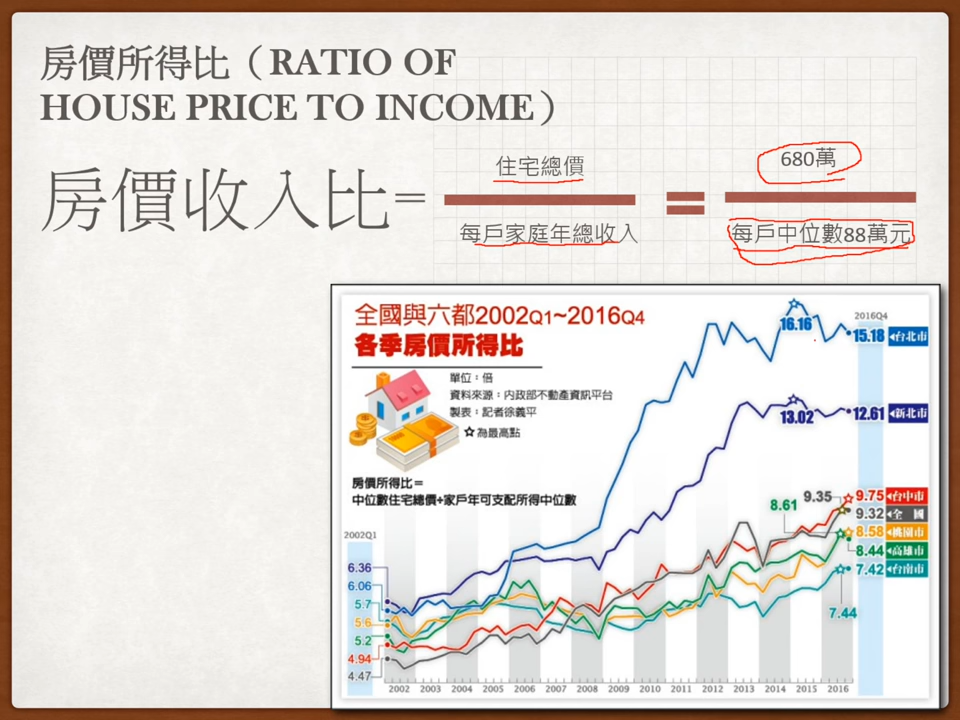 房價所得比（RATIO OF
HOUSE PRICE TO INCOME）
房價收入比=
住宅總價
每戶家庭年總收入
=
680萬
每戶中位數88萬元
全國與六都2002Q1~2016Q4
各季房價所得比
單位：倍
資料來源：內政部不動產資訊平台
製表：記者徐義平
☆為最高點
房價所得比＝
中位數住宅總價÷家戶年可支配所得中位數
2002Q1
6.36
6.06
5.7
5.6
5.2
4.94
4.47
16.16
13.02
8.61
9.35
7.44
2016Q4
15.18 台北市
12.61 新北市
9.75 台中市
9.32 全國
8.58 桃園市
8.44 高雄市
7.42 台南市
2002 2003 2004 2005 2006 2007 2008 2009 2010 2011 2012 2013 2014 2015 2016